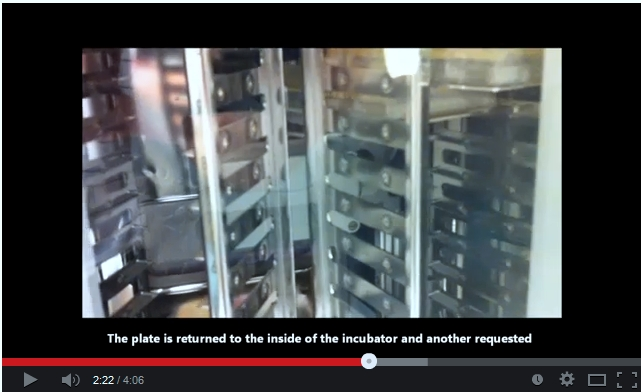 The plate is returned to the inside of the incubator and another requested
2:22 / 4:06